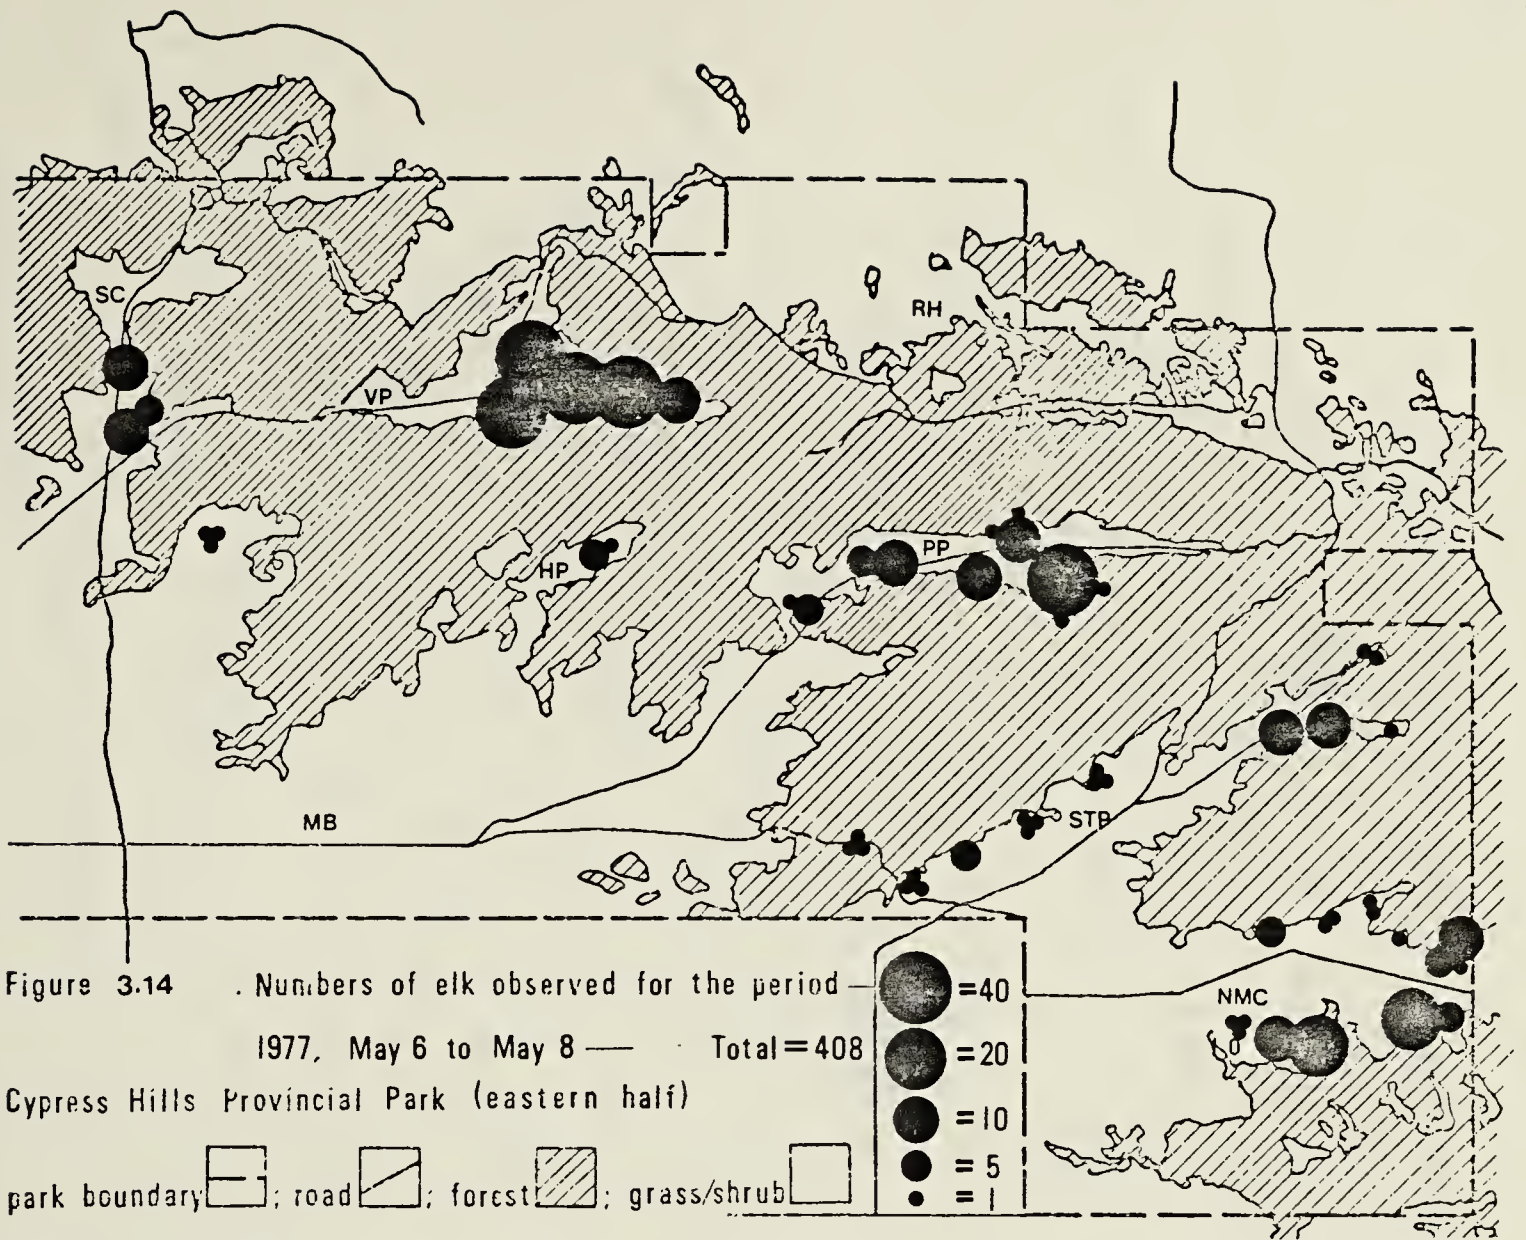 SC
RH
VP
HP
PP
MB
STP
NMC
Figure 3.14 . Numbers of elk observed for the period —
1977, May 6 to May 8 — Total = 408
Cypress Hills Provincial Park (eastern half)
park boundary ; road ; forest ; grass/shrub
= 40
= 20
= 10
= 5
= 1